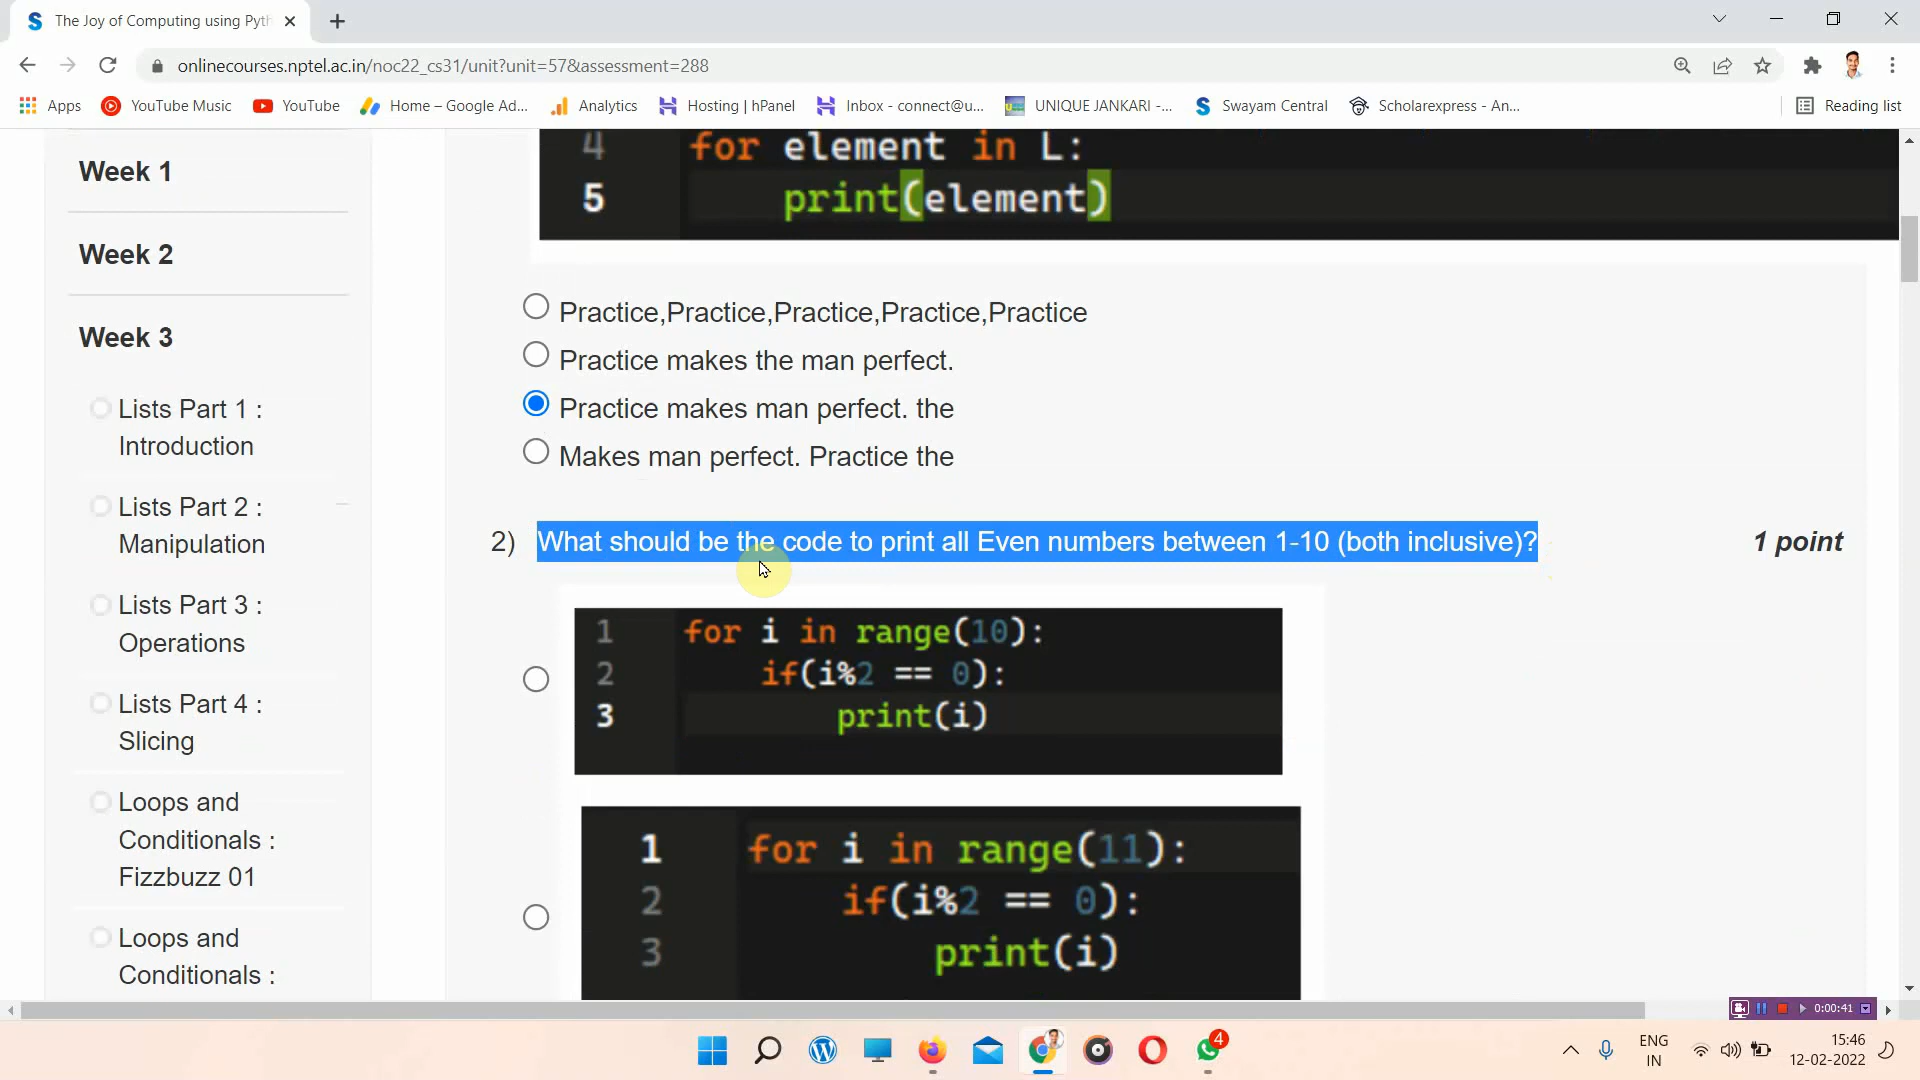 The Joy of Computing using Pyth
onlinecourses.nptel.ac.in/noc22_cs31/unit?unit=57&assessment=288
Apps
YouTube Music
YouTube
Home – Google Ad...
Analytics
Hosting | hPanel
Inbox - connect@u...
UNIQUE JANKARI -...
Swayam Central
Scholarexpress - An...
Reading list
Week 1
Week 2
Week 3
Lists Part 1 :
Introduction
Lists Part 2 :
Manipulation
Lists Part 3 :
Operations
Lists Part 4 :
Slicing
Loops and
Conditionals :
Fizzbuzz 01
Loops and
Conditionals :
4 for element in L:
5 print(element)
Practice,Practice,Practice,Practice,Practice
Practice makes the man perfect.
Practice makes man perfect. the
Makes man perfect. Practice the
2) What should be the code to print all Even numbers between 1-10 (both inclusive)? 1 point
1 for i in range(10):
2 if(i%2 == 0):
3 print(i)
1 for i in range(11):
2 if(i%2 == 0):
3 print(i)
0:00:41
4
ENG
IN
15:46
12-02-2022